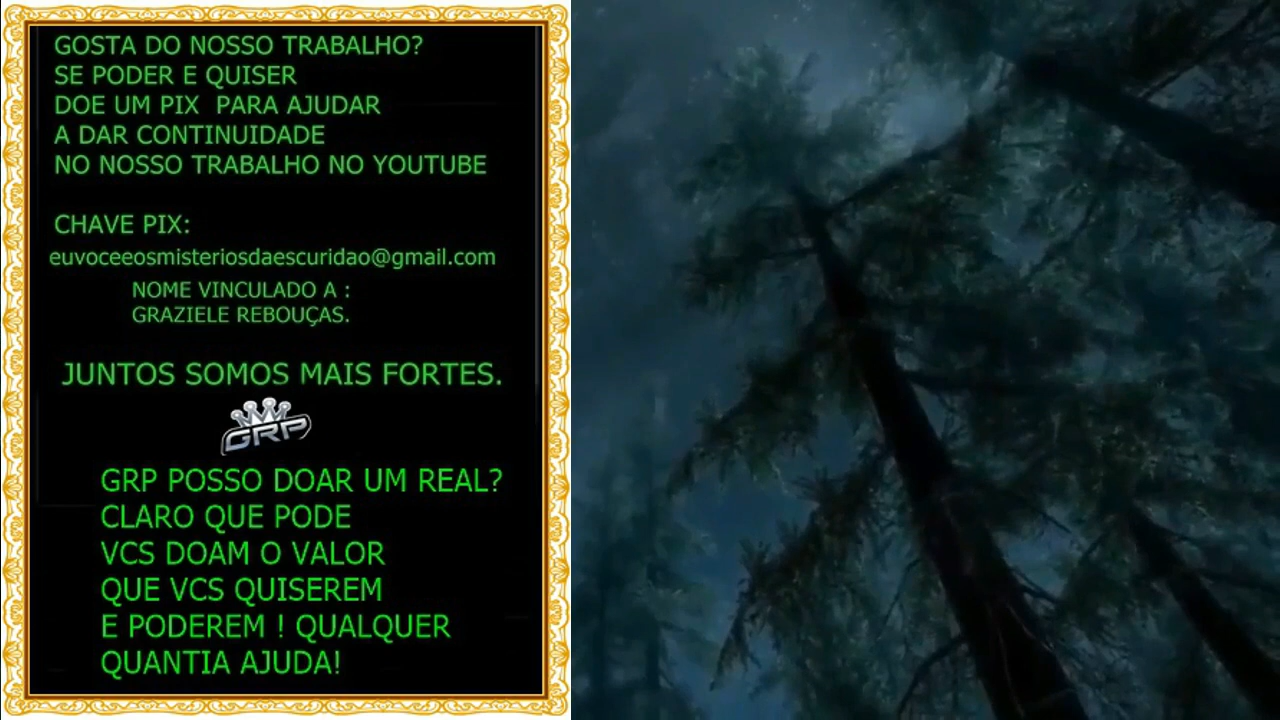 GOSTA DO NOSSO TRABALHO?
SE PODER E QUISER
DOE UM PIX PARA AJUDAR
A DAR CONTINUIDADE
NO NOSSO TRABALHO NO YOUTUBE
CHAVE PIX:
euvoceeosmisteriosdaescuridao@gmail.com
NOME VINCULADO A :
GRAZIELE REBOUÇAS.
JUNTOS SOMOS MAIS FORTES.
GRP
GRP POSSO DOAR UM REAL?
CLARO QUE PODE
VCS DOAM O VALOR
QUE VCS QUISEREM
E PODEREM ! QUALQUER
QUANTIA AJUDA!